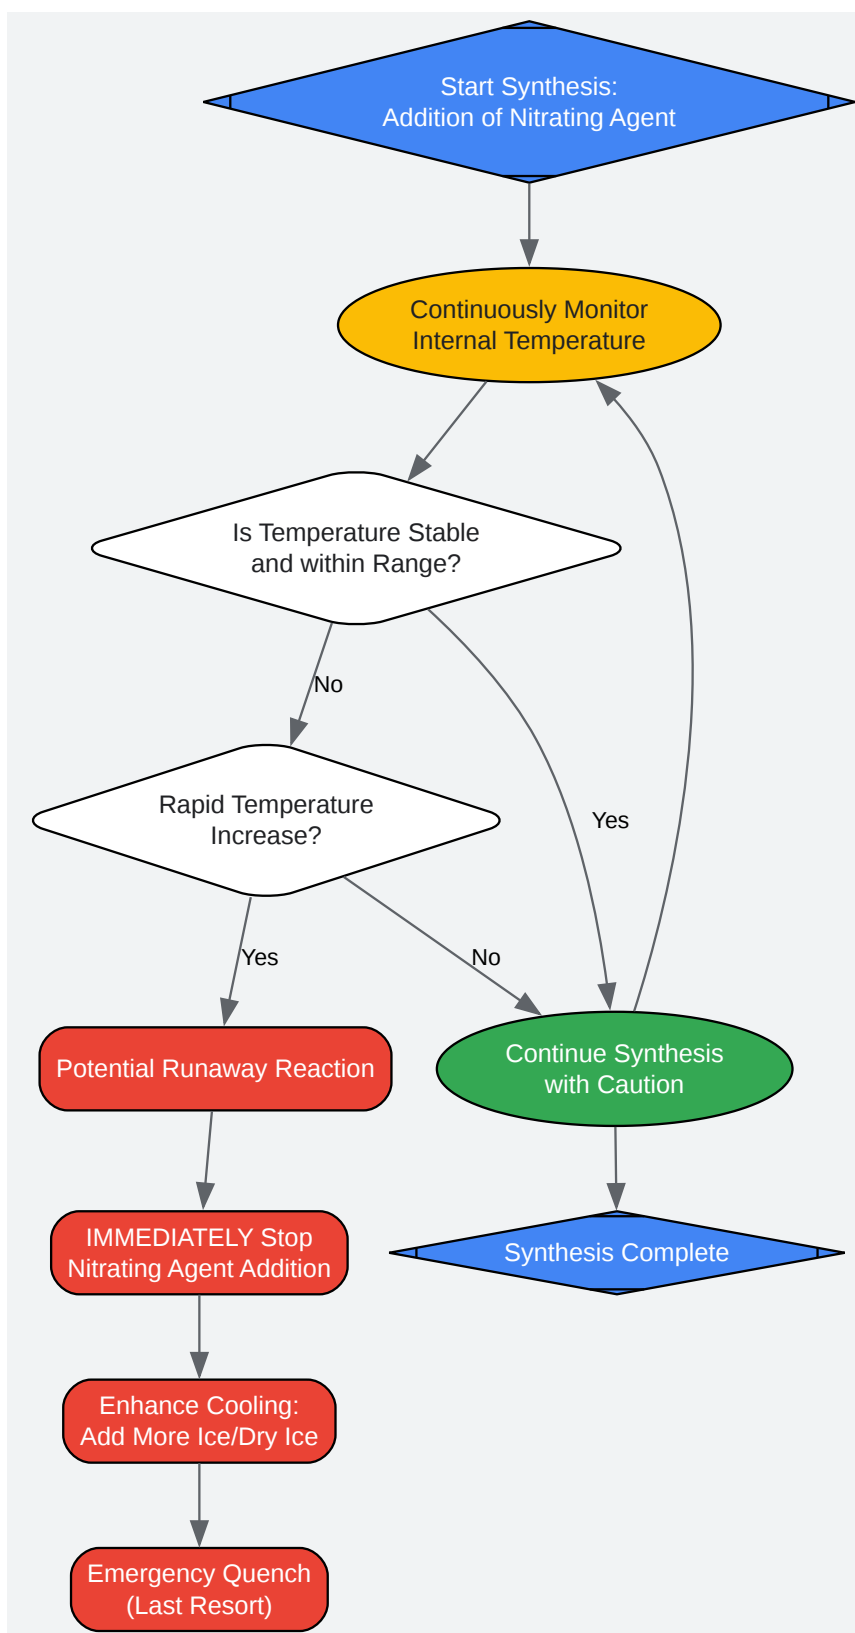 Start Synthesis:
Addition of Nitrating Agent
Continuously Monitor
Internal Temperature
Is Temperature Stable
and within Range?
No
Rapid Temperature
Increase?
Yes
Yes
No
Potential Runaway Reaction
Continue Synthesis
with Caution
IMMEDIATELY Stop
Nitrating Agent Addition
Synthesis Complete
Enhance Cooling:
Add More Ice/Dry Ice
Emergency Quench
(Last Resort)